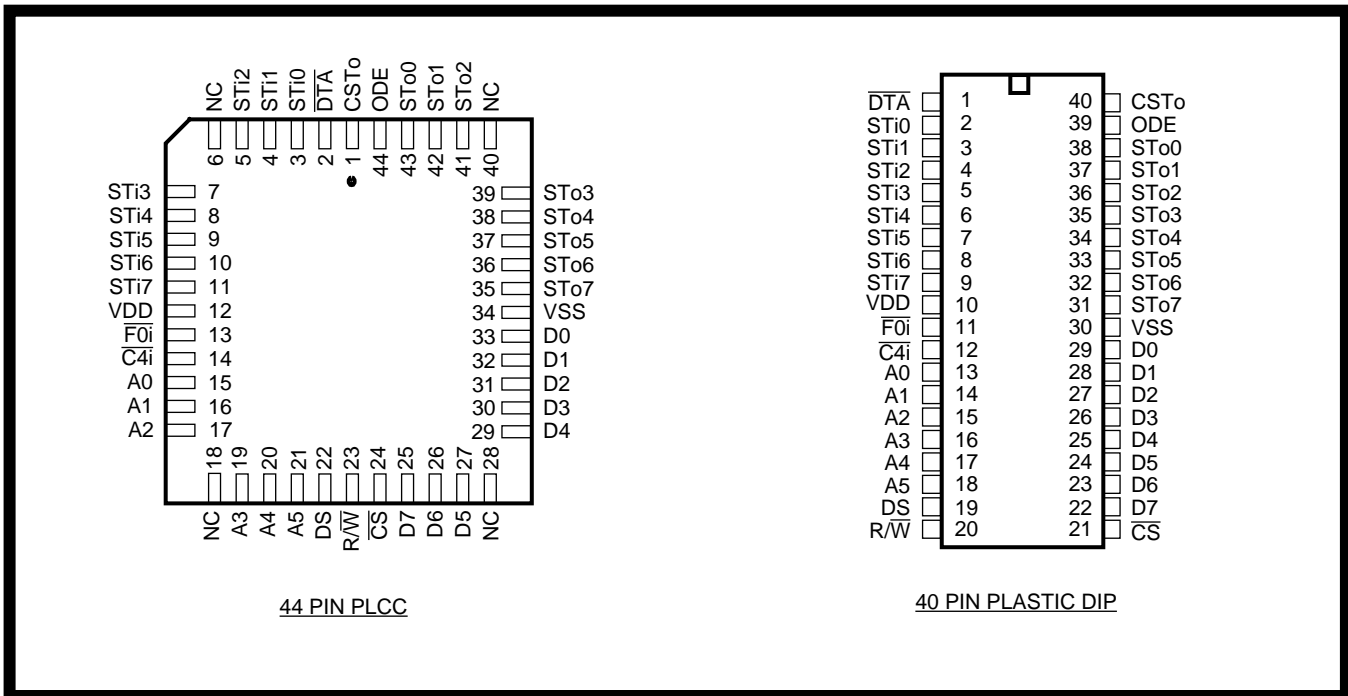 NC STi2 STi1 STi0 D̅T̅A̅ CSTo ODE STo0 STo1 STo2 NC
6 5 4 3 2 1 44 43 42 41 40
STi3 7 39 STo3
STi4 8 38 STo4
STi5 9 37 STo5
STi6 10 36 STo6
STi7 11 35 STo7
VDD 12 34 VSS
F̅0̅i̅ 13 33 D0
C̅4̅i̅ 14 32 D1
A0 15 31 D2
A1 16 30 D3
A2 17 29 D4
18 19 20 21 22 23 24 25 26 27 28
NC A3 A4 A5 DS R/W̅ C̅S̅ D7 D6 D5 NC
44 PIN PLCC
D̅T̅A̅ 1 40 CSTo
STi0 2 39 ODE
STi1 3 38 STo0
STi2 4 37 STo1
STi3 5 36 STo2
STi4 6 35 STo3
STi5 7 34 STo4
STi6 8 33 STo5
STi7 9 32 STo6
VDD 10 31 STo7
F̅0̅i̅ 11 30 VSS
C̅4̅i̅ 12 29 D0
A0 13 28 D1
A1 14 27 D2
A2 15 26 D3
A3 16 25 D4
A4 17 24 D5
A5 18 23 D6
DS 19 22 D7
R/W̅ 20 21 C̅S̅
40 PIN PLASTIC DIP